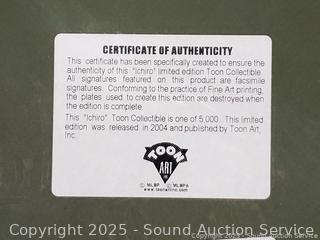 CERTIFICATE OF AUTHENTICITY
This certificate has been specifically created to ensure the
authenticity of this "Ichiro" limited edition Toon Collectible.
All signatures featured on this product are facsimile
signatures. Conforming to the practice of Fine Art printing,
the plates used to create this edition are destroyed when
the edition is complete.
This "Ichiro" Toon Collectible is one of 5,000. This limited
edition was released in 2004 and published by Toon Art,
Inc.
TOON
ART
© MLBP © MLBPA
www.toonartinc.com
Copyright 2025 - Sound Auction Service